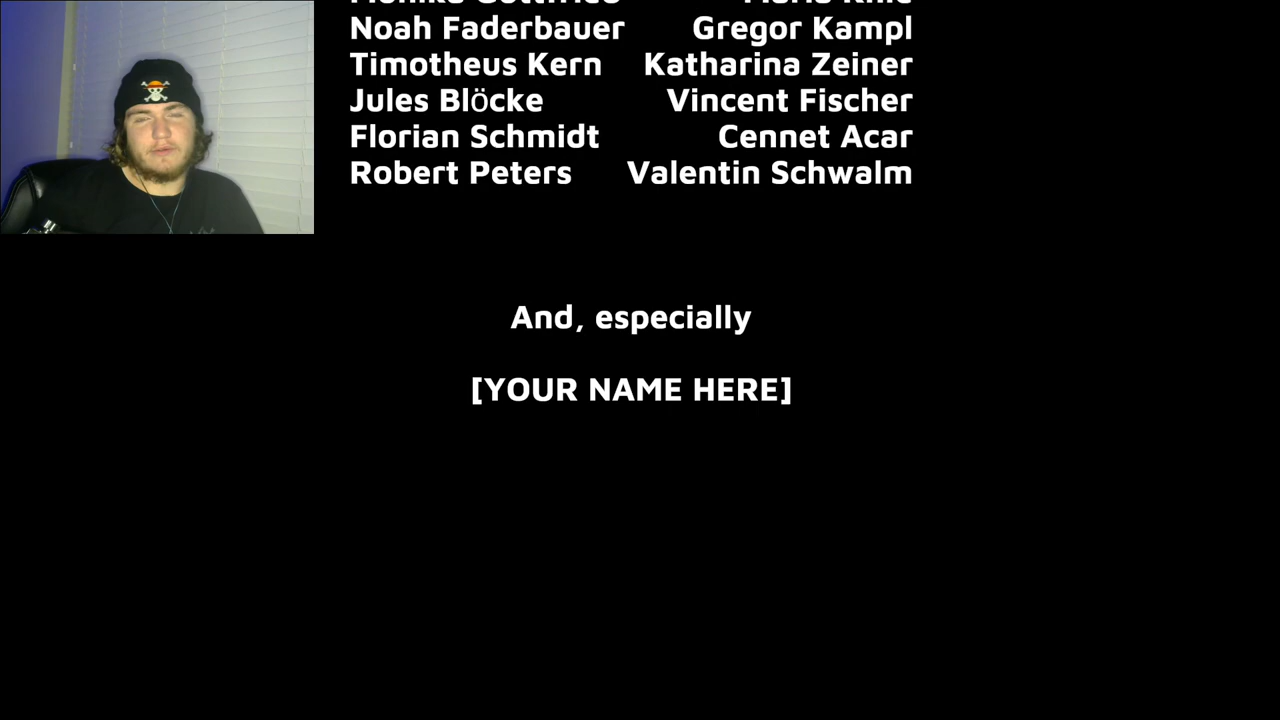 Noah Faderbauer Gregor Kampl
Timotheus Kern Katharina Zeiner
Jules Blöcke Vincent Fischer
Florian Schmidt Cennet Acar
Robert Peters Valentin Schwalm
And, especially
[YOUR NAME HERE]